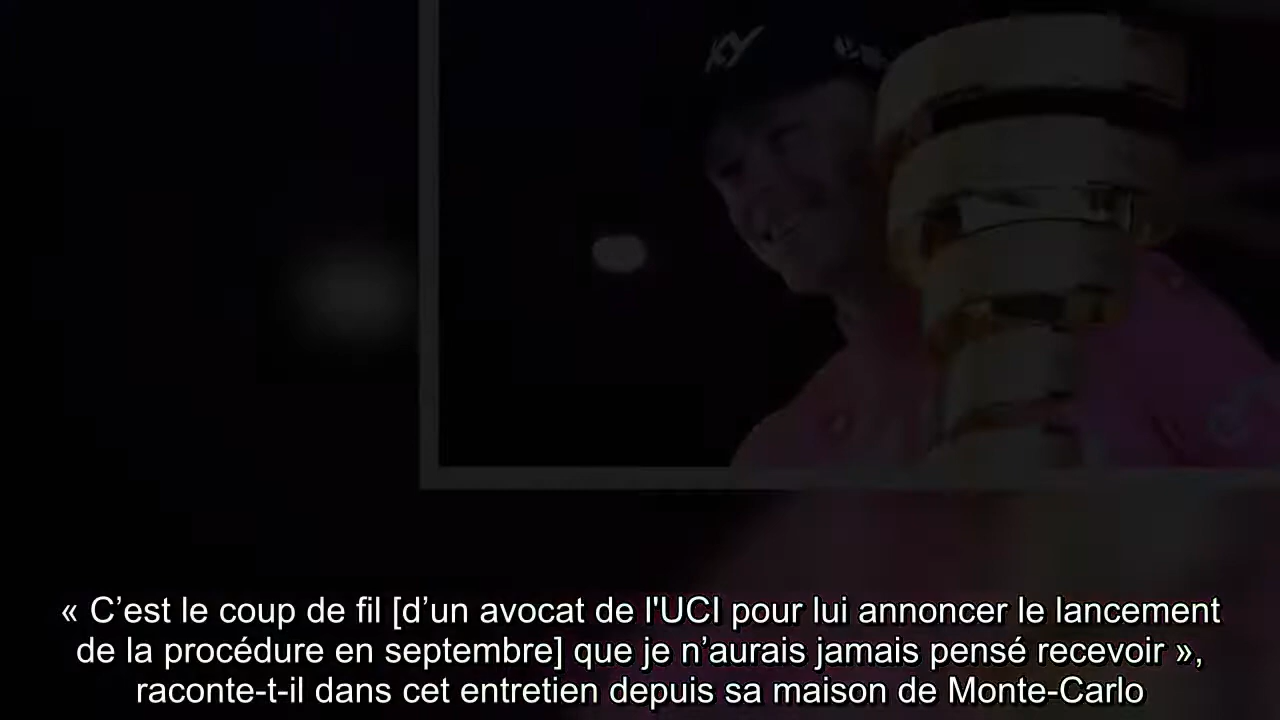 « C’est le coup de fil [d’un avocat de l'UCI pour lui annoncer le lancement
de la procédure en septembre] que je n’aurais jamais pensé recevoir »,
raconte-t-il dans cet entretien depuis sa maison de Monte-Carlo